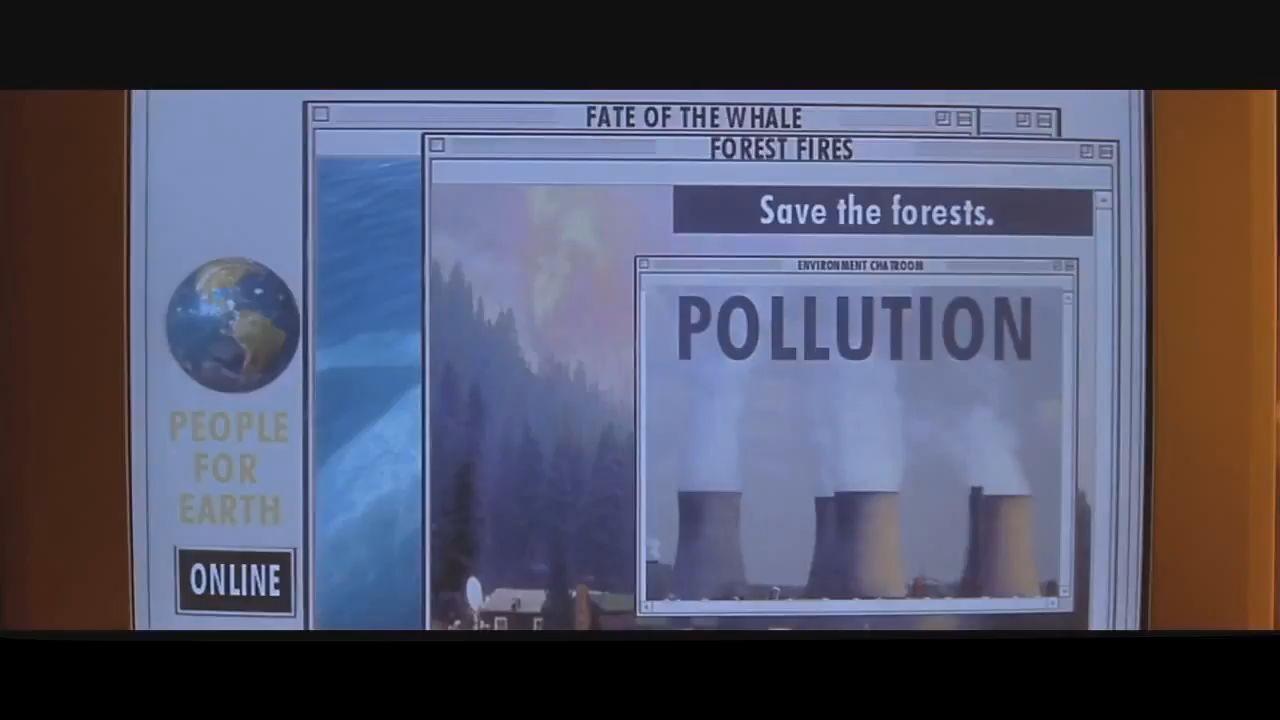 FATE OF THE WHALE
FOREST FIRES
Save the forests.
ENVIRONMENT CHATROOM
POLLUTION
PEOPLE
FOR
EARTH
ONLINE